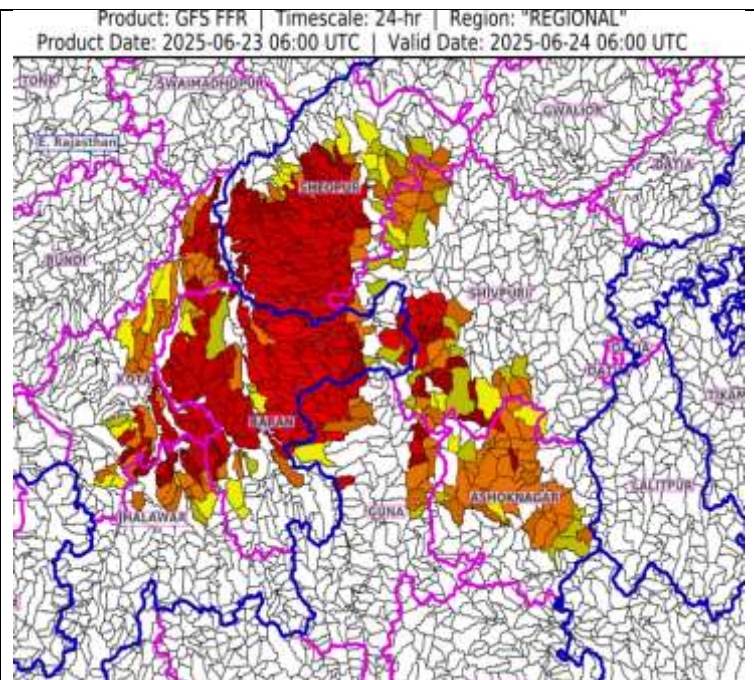 Product: GFS FFR | Timescale: 24-hr | Region: "REGIONAL"
Product Date: 2025-06-23 06:00 UTC | Valid Date: 2025-06-24 06:00 UTC
TONK
SWAIMADHOPUR
GWALIOR
E. Rajasthan
DATIA
SHEOPUR
BUNDI
SHIVPURI
KOTA
TIKAM
BARAN
LALITPUR
ASHOKNAGAR
GUNA
JHALAWAR